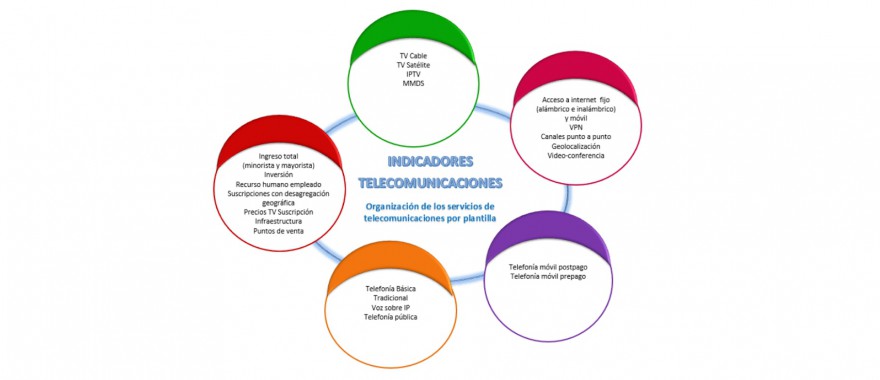 TV Cable
TV Satélite
IPTV
MMDS
Acceso a internet fijo
(alámbrico e inalámbrico)
y móvil
VPN
Canales punto a punto
Geolocalización
Video-conferencia
Ingreso total
(minorista y mayorista)
Inversión
Recurso humano empleado
Suscripciones con desagregación
geográfica
Precios TV Suscripción
Infraestructura
Puntos de venta
INDICADORES
TELECOMUNICACIONES
Organización de los servicios de
telecomunicaciones por plantilla
Telefonía móvil postpago
Telefonía móvil prepago
Telefonía Básica
Tradicional
Voz sobre IP
Telefonía pública